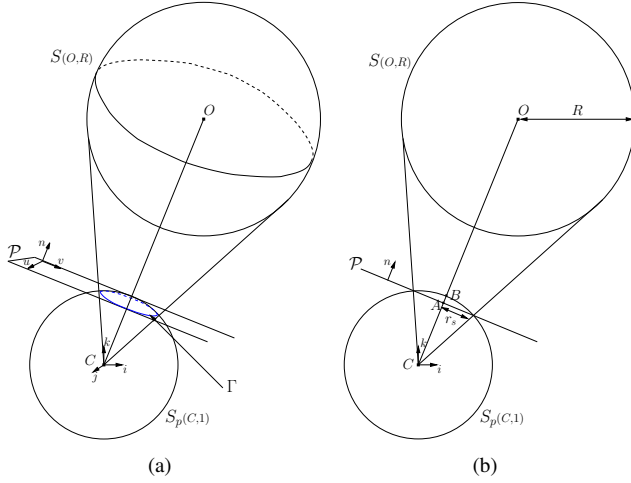 S(O,R)
O
𝒫
n
u
v
C
k
i
j
Γ
Sp(C,1)
(a)
S(O,R)
O
R
𝒫
n
B
A
rs
C
k
i
Sp(C,1)
(b)